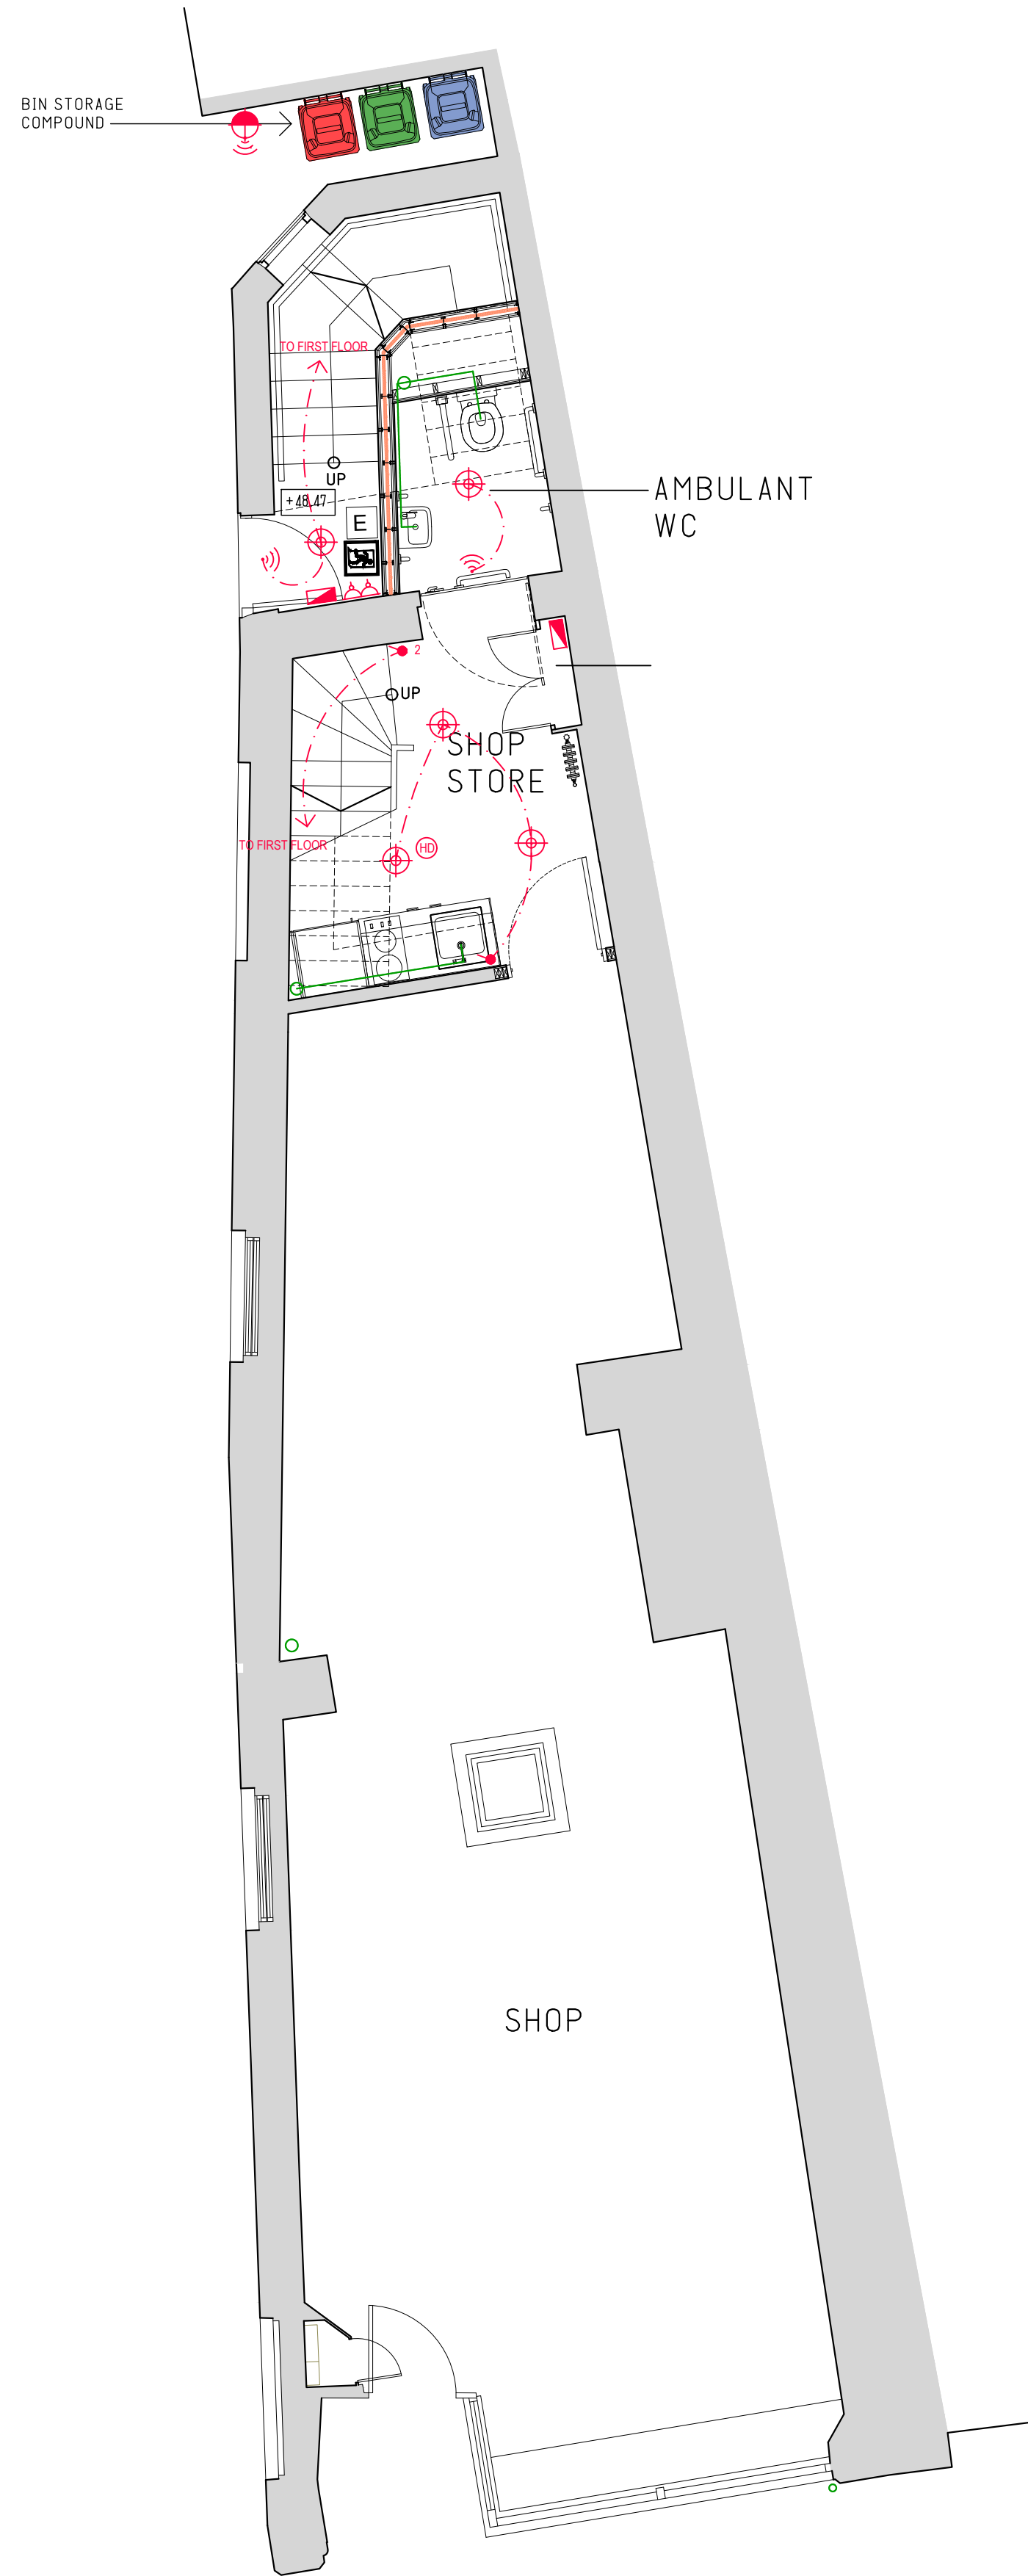 BIN STORAGE
COMPOUND
TO FIRST FLOOR
UP
+48.47
E
AMBULANT
WC
2
UP
SHOP
STORE
TO FIRST FLOOR
HD
SHOP